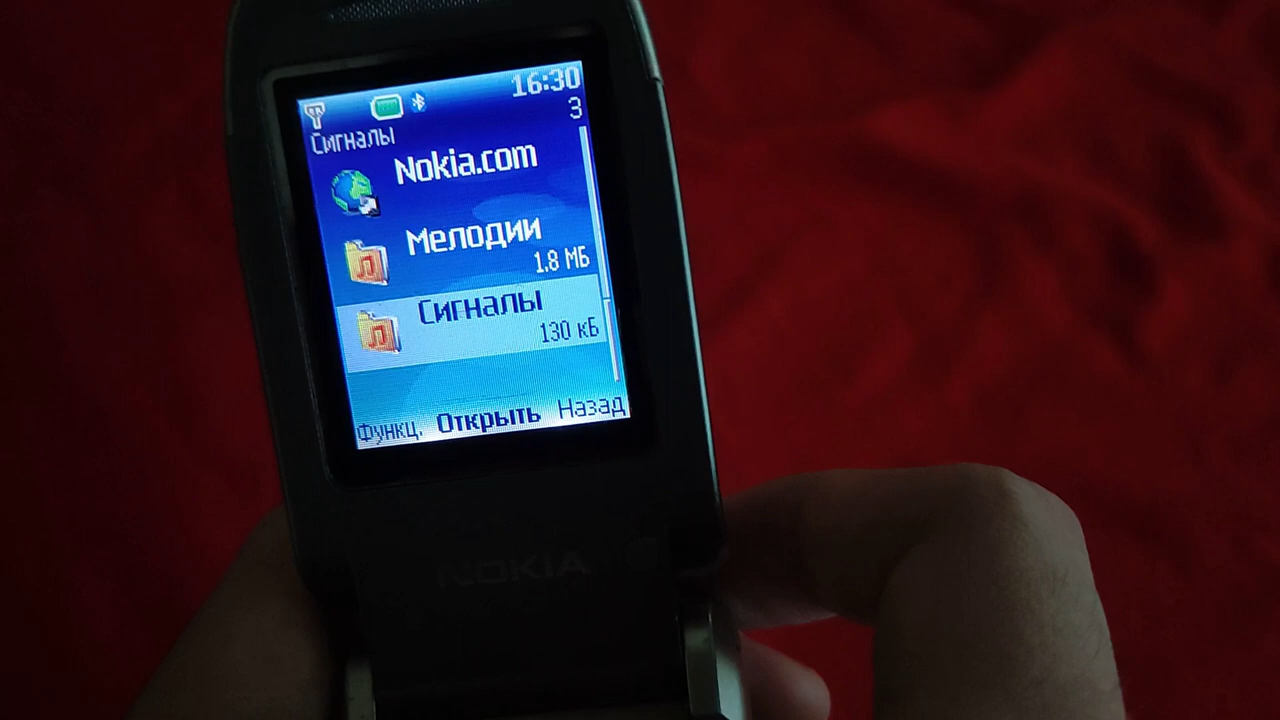 16:30
3
Сигналы
Nokia.com
Мелодии
1.8 МБ
Сигналы
130 кБ
Функц. Открыть Назад
NOKIA